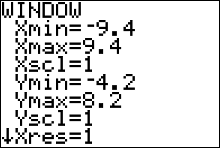 WINDOW
Xmin=-9.4
Xmax=9.4
Xscl=1
Ymin=-4.2
Ymax=8.2
Yscl=1
↓Xres=1